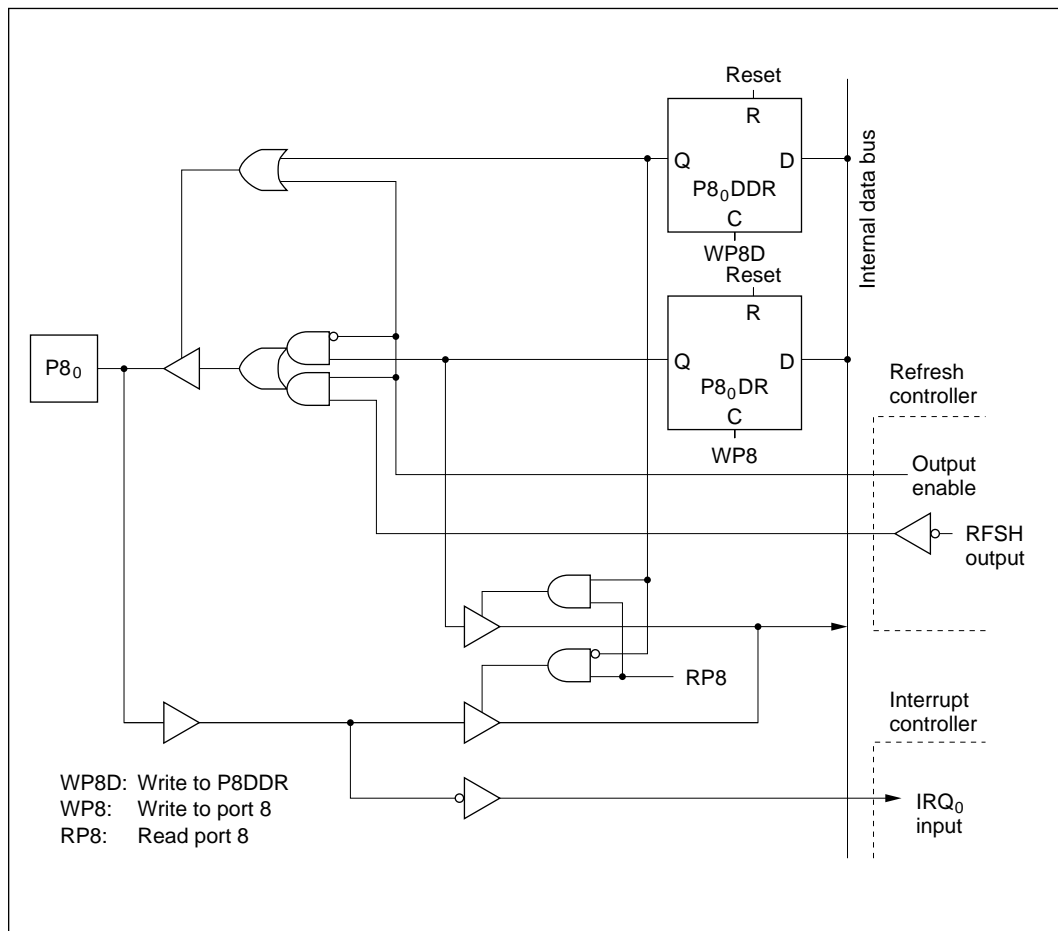 Reset
R
Q
D
P8₀DDR
C
WP8D
Internal data bus
Reset
R
Q
D
P8₀DR
C
WP8
P8₀
Refresh
controller
Output
enable
RFSH
output
RP8
Interrupt
controller
IRQ₀
input
WP8D: Write to P8DDR
WP8: Write to port 8
RP8: Read port 8